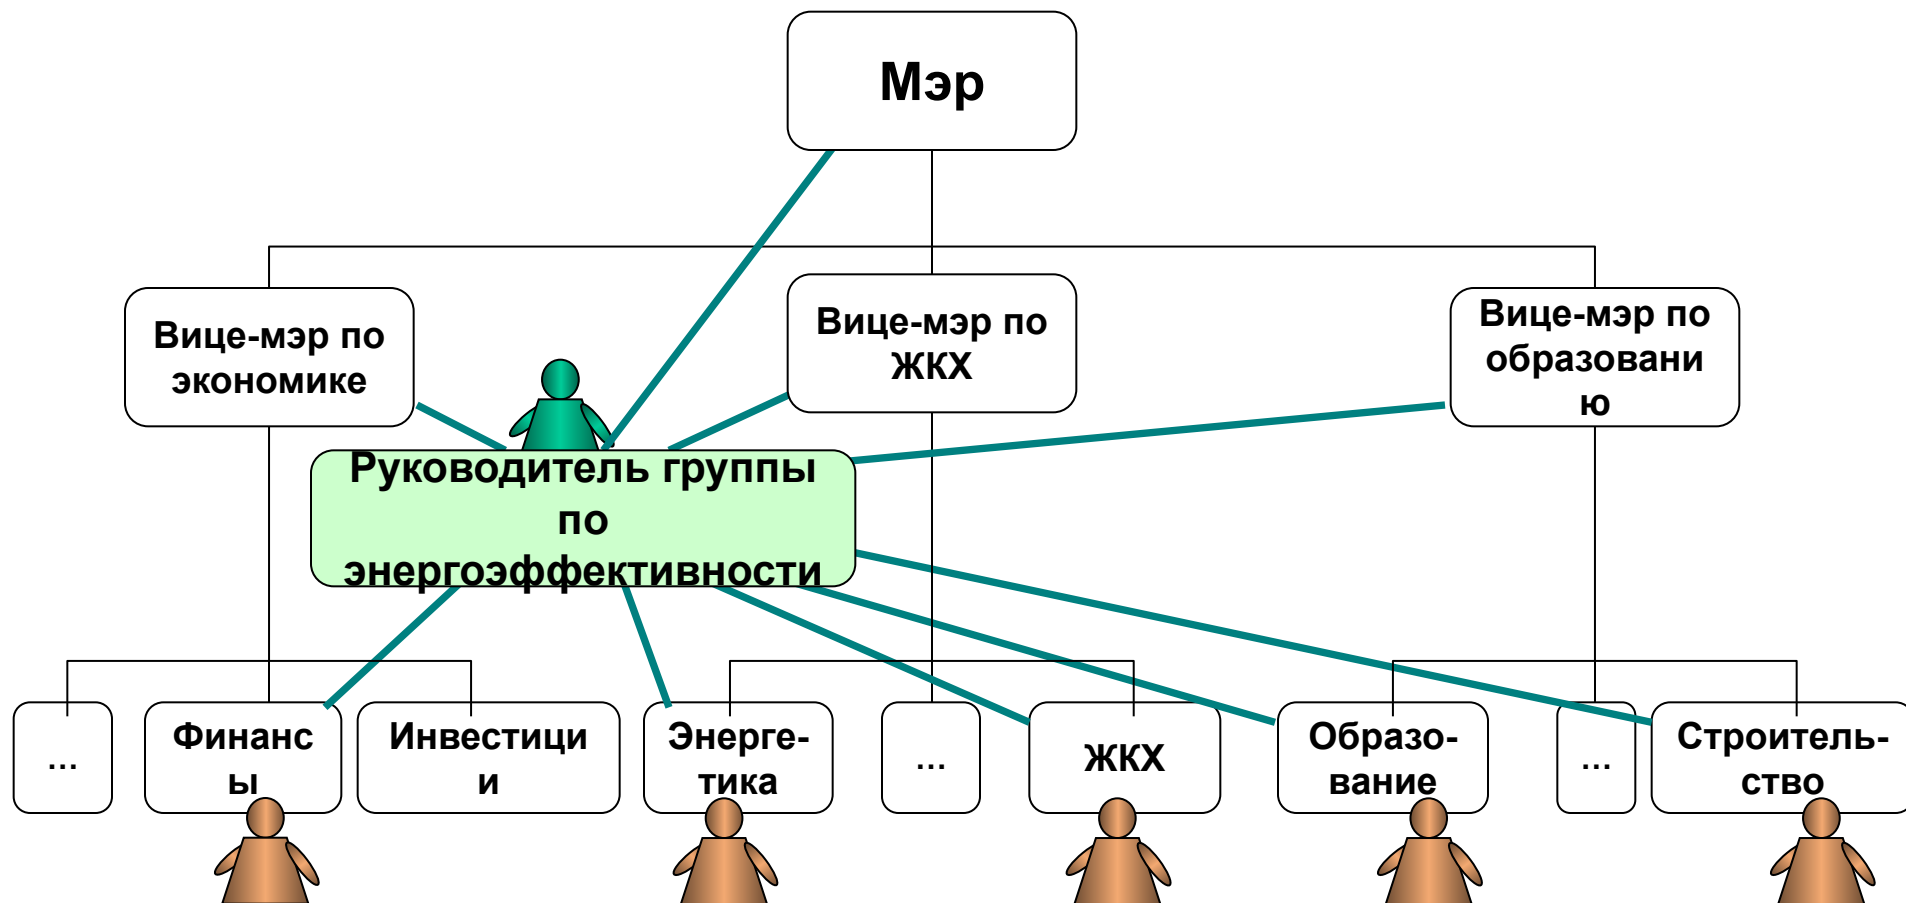 Мэр
Вице-мэр по
экономике
Вице-мэр по
ЖКХ
Вице-мэр по
образовани
ю
Руководитель группы
по
энергоэффективности
...
Финанс
ы
Инвестици
и
Энерге-
тика
...
ЖКХ
Образо-
вание
...
Строитель-
ство